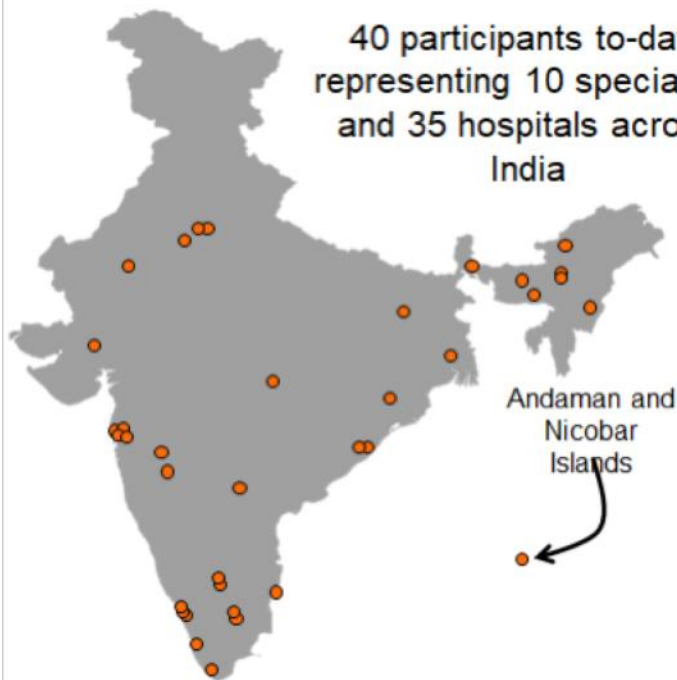 40 participants to-da
representing 10 specia
and 35 hospitals acro
India
Andaman and
Nicobar
Islands